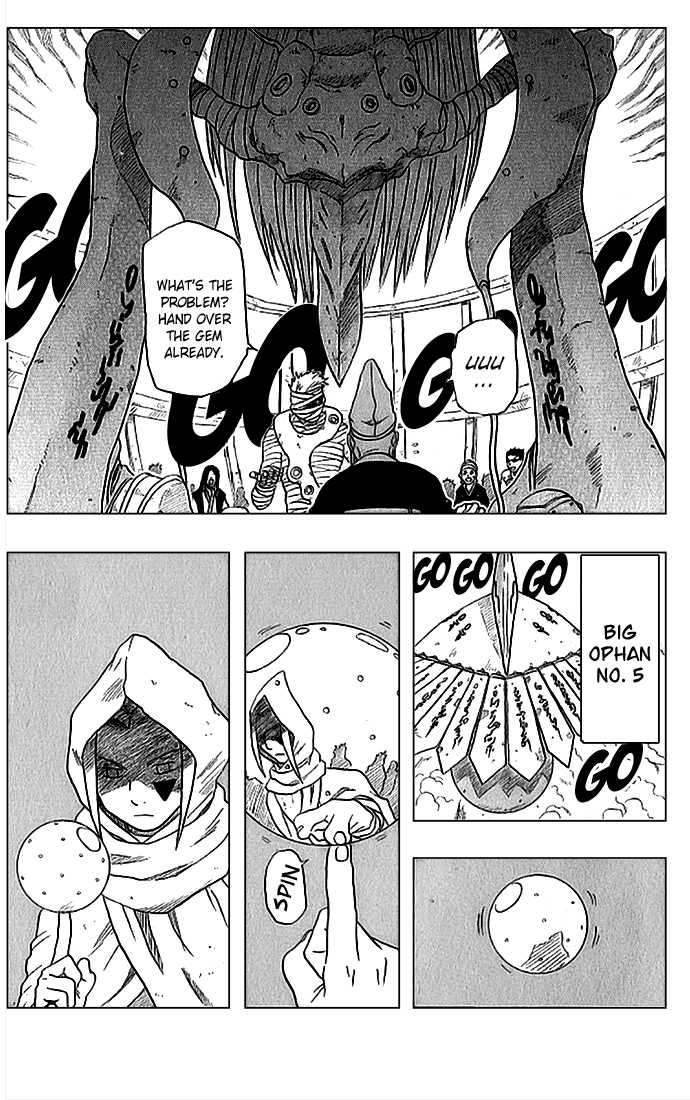 GO
GO
GO
GO
GO
WHAT'S THE
PROBLEM?
HAND OVER
THE GEM
ALREADY.
UUU
...
GO GO GO
BIG
OPHAN
NO. 5
GO
SPIN